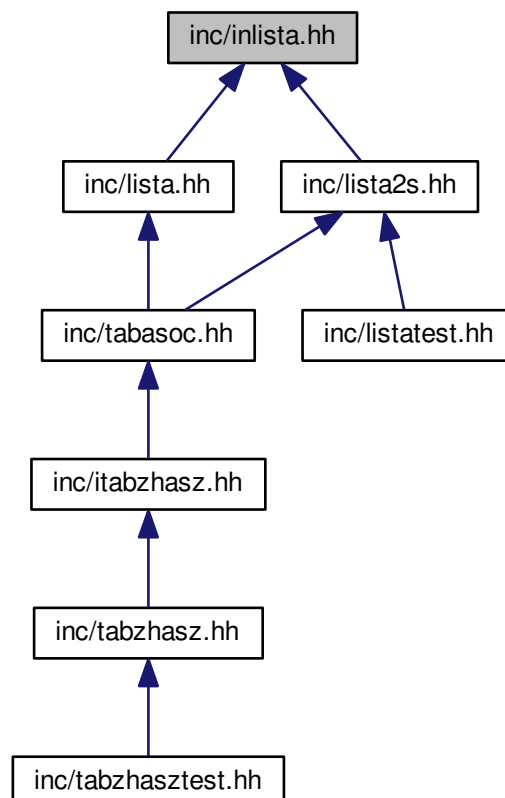 inc/inlista.hh
inc/lista.hh
inc/lista2s.hh
inc/tabasoc.hh
inc/listatest.hh
inc/itabzhasz.hh
inc/tabzhasz.hh
inc/tabzhasztest.hh